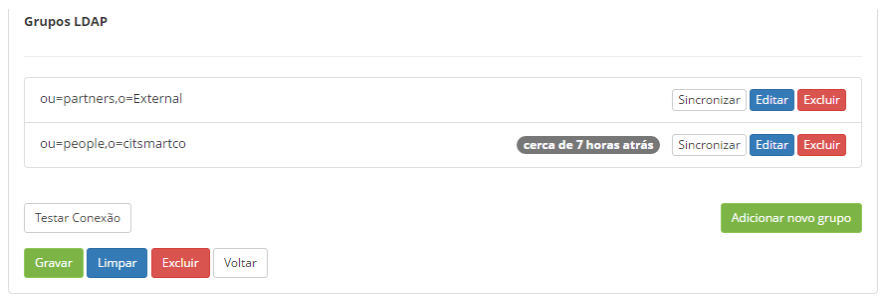 Grupos LDAP
ou=partners,o=External Sincronizar Editar Excluir
ou=people,o=citsmartco cerca de 7 horas atrás Sincronizar Editar Excluir
Testar Conexão Adicionar novo grupo
Gravar Limpar Excluir Voltar